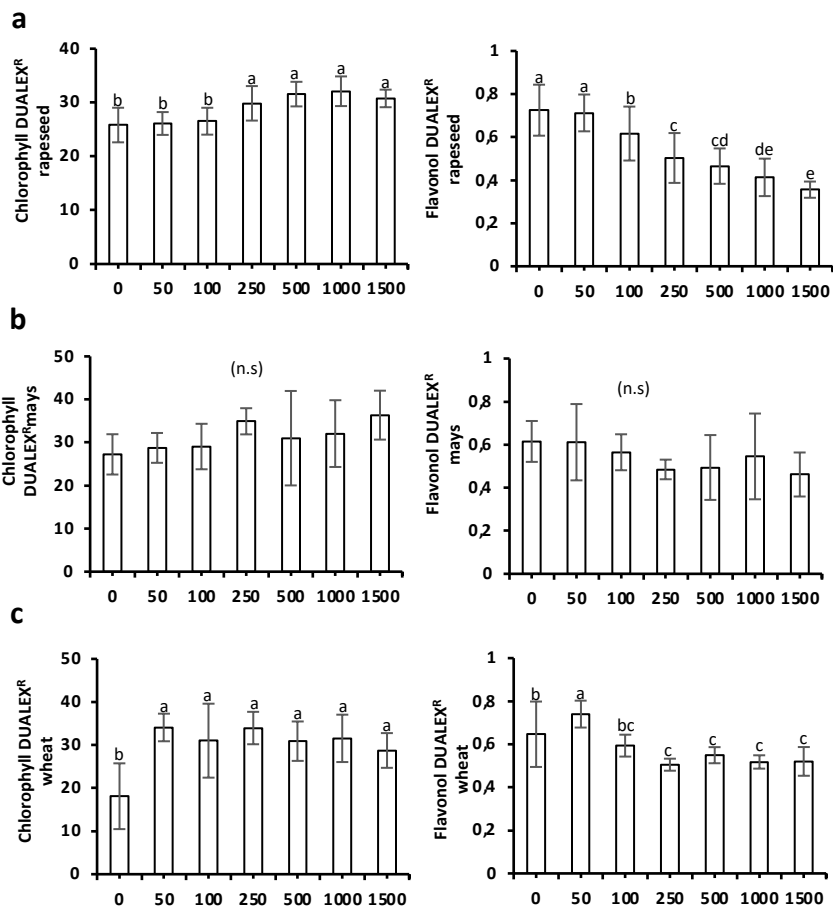 a
Chlorophyll DUALEXR
rapeseed
40
30
20
10
0
b b b a a a a
0 50 100 250 500 1000 1500
Flavonol DUALEXR
rapeseed
1
0,8
0,6
0,4
0,2
0
a a b c cd de e
0 50 100 250 500 1000 1500
b
Chlorophyll
DUALEXRmays
50
40
30
20
10
0
(n.s)
0 50 100 250 500 1000 1500
Flavonol DUALEXR
mays
1
0,8
0,6
0,4
0,2
0
(n.s)
0 50 100 250 500 1000 1500
c
Chlorophyll DUALEXR
wheat
50
40
30
20
10
0
b a a a a a a
0 50 100 250 500 1000 1500
Flavonol DUALEXR
wheat
1
0,8
0,6
0,4
0,2
0
b a bc c c c c
0 50 100 250 500 1000 1500